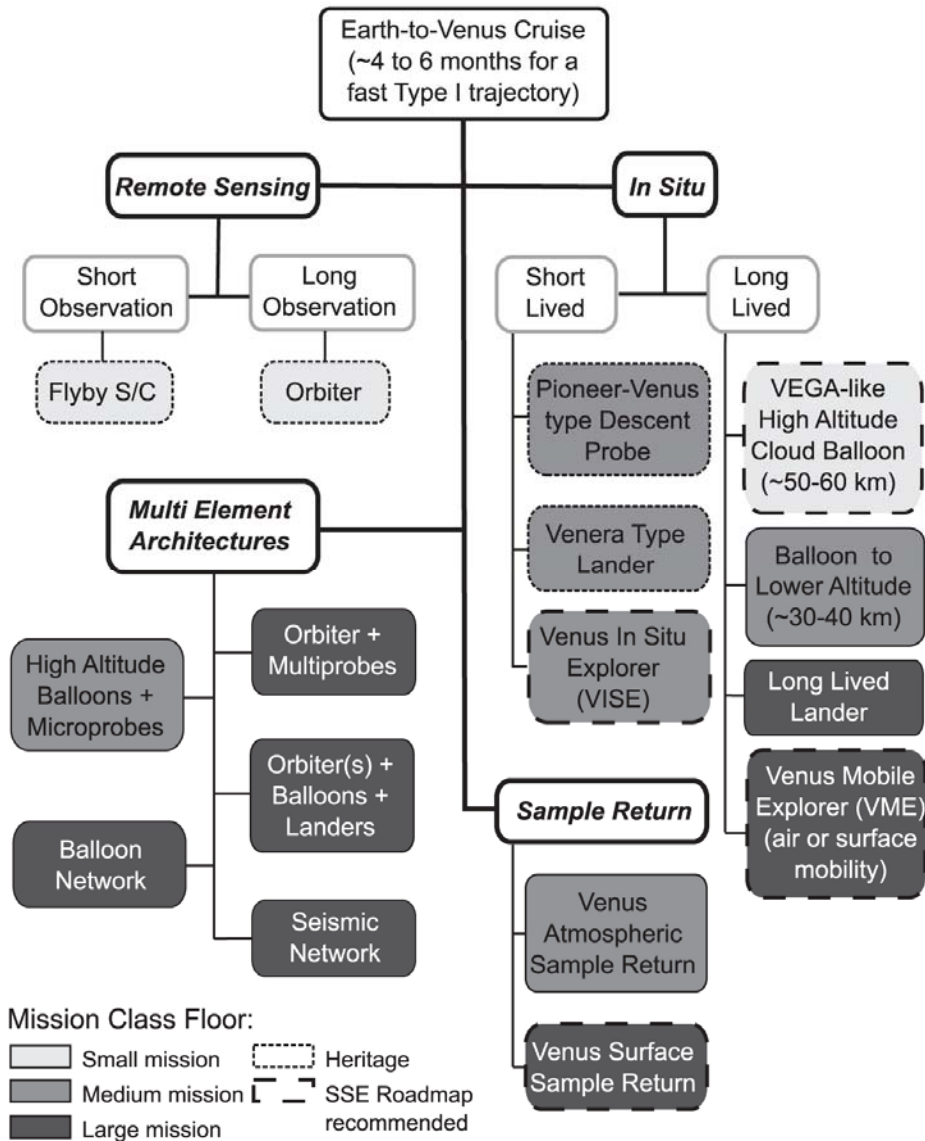 Earth-to-Venus Cruise
(~4 to 6 months for a
fast Type I trajectory)
Remote Sensing
In Situ
Short
Observation
Long
Observation
Short
Lived
Long
Lived
Flyby S/C
Orbiter
Pioneer-Venus
type Descent
Probe
VEGA-like
High Altitude
Cloud Balloon
(~50-60 km)
Multi Element
Architectures
Venera Type
Lander
Balloon to
Lower Altitude
(~30-40 km)
High Altitude
Balloons +
Microprobes
Orbiter +
Multiprobes
Venus In Situ
Explorer
(VISE)
Long Lived
Lander
Orbiter(s) +
Balloons +
Landers
Sample Return
Venus Mobile
Explorer (VME)
(air or surface
mobility)
Balloon
Network
Seismic
Network
Venus
Atmospheric
Sample Return
Venus Surface
Sample Return
Mission Class Floor:
Small mission
Medium mission
Large mission
Heritage
SSE Roadmap
recommended